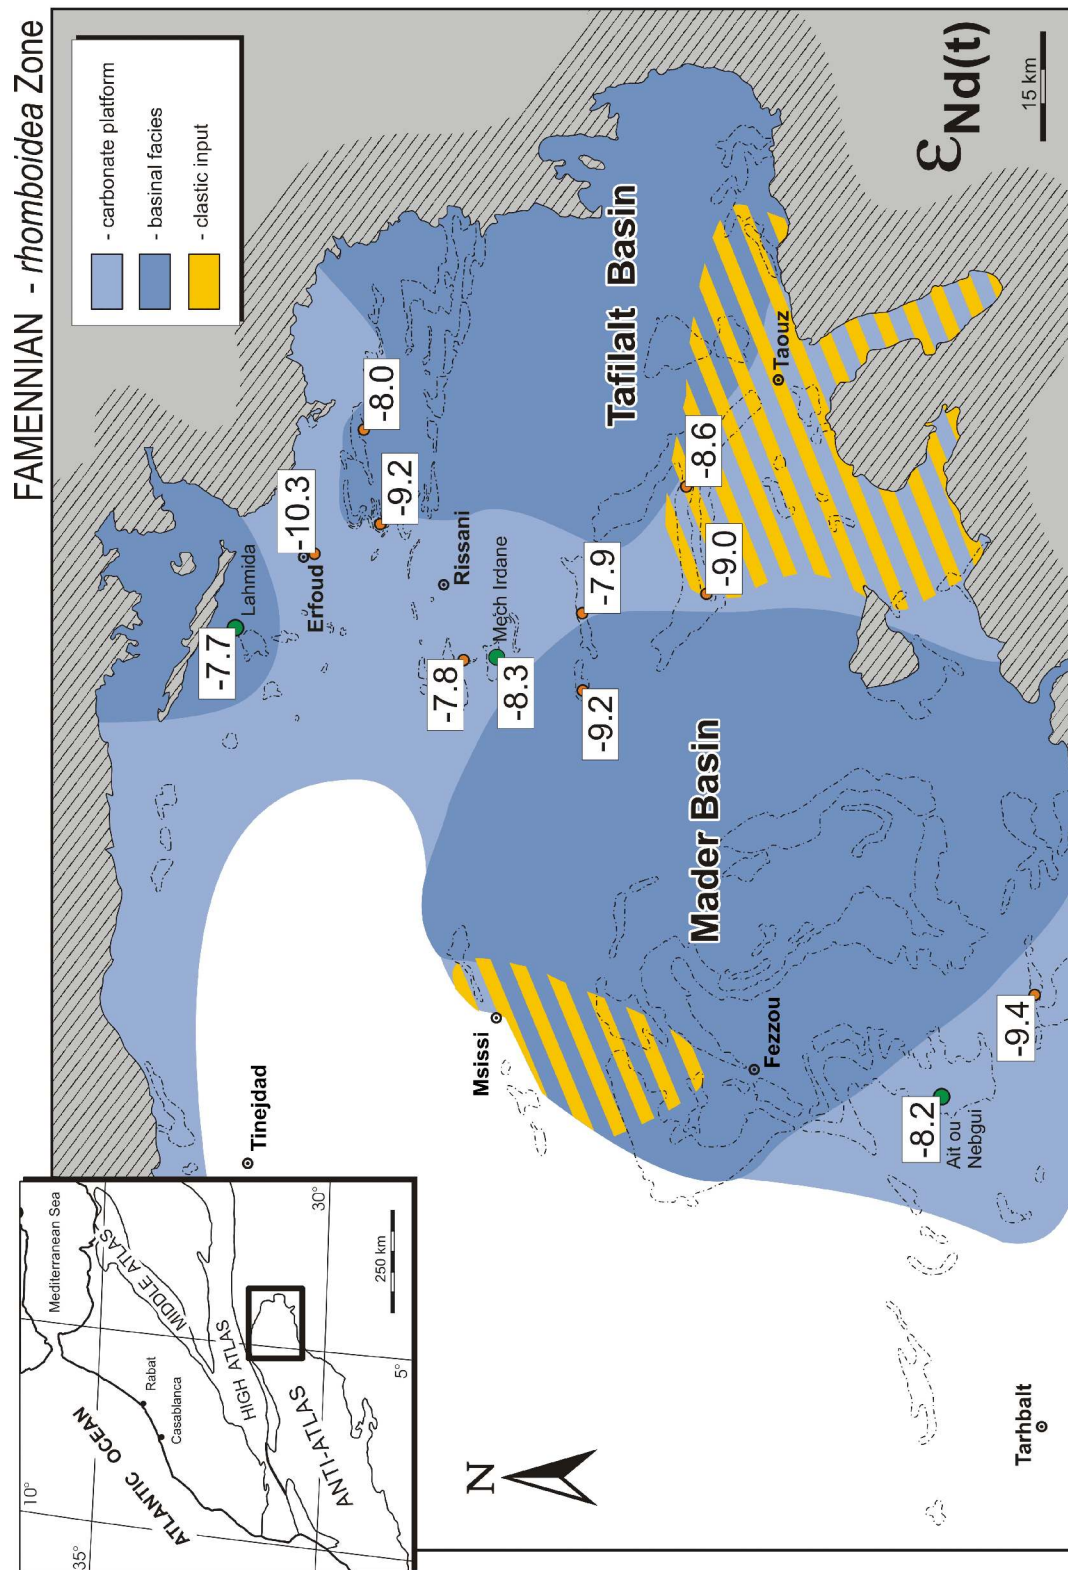 FAMENNIAN - rhomboidea Zone
- carbonate platform
- basinal facies
- clastic input
Mediterranean Sea
MIDDLE ATLAS
HIGH ATLAS
ANTI-ATLAS
ATLANTIC OCEAN
Rabat
Casablanca
10°
35°
30°
5°
250 km
N
Tinejdad
Msissi
Fezzou
Tarhbalt
Ait ou
Nebgui
-8.2
-9.4
Mader Basin
-7.7
Lahmida
-10.3
Erfoud
-8.0
-9.2
Rissani
-7.8
Mech Irdane
-8.3
-7.9
-9.2
-8.6
-9.0
Tafilalt Basin
Taouz
εNd(t)
15 km